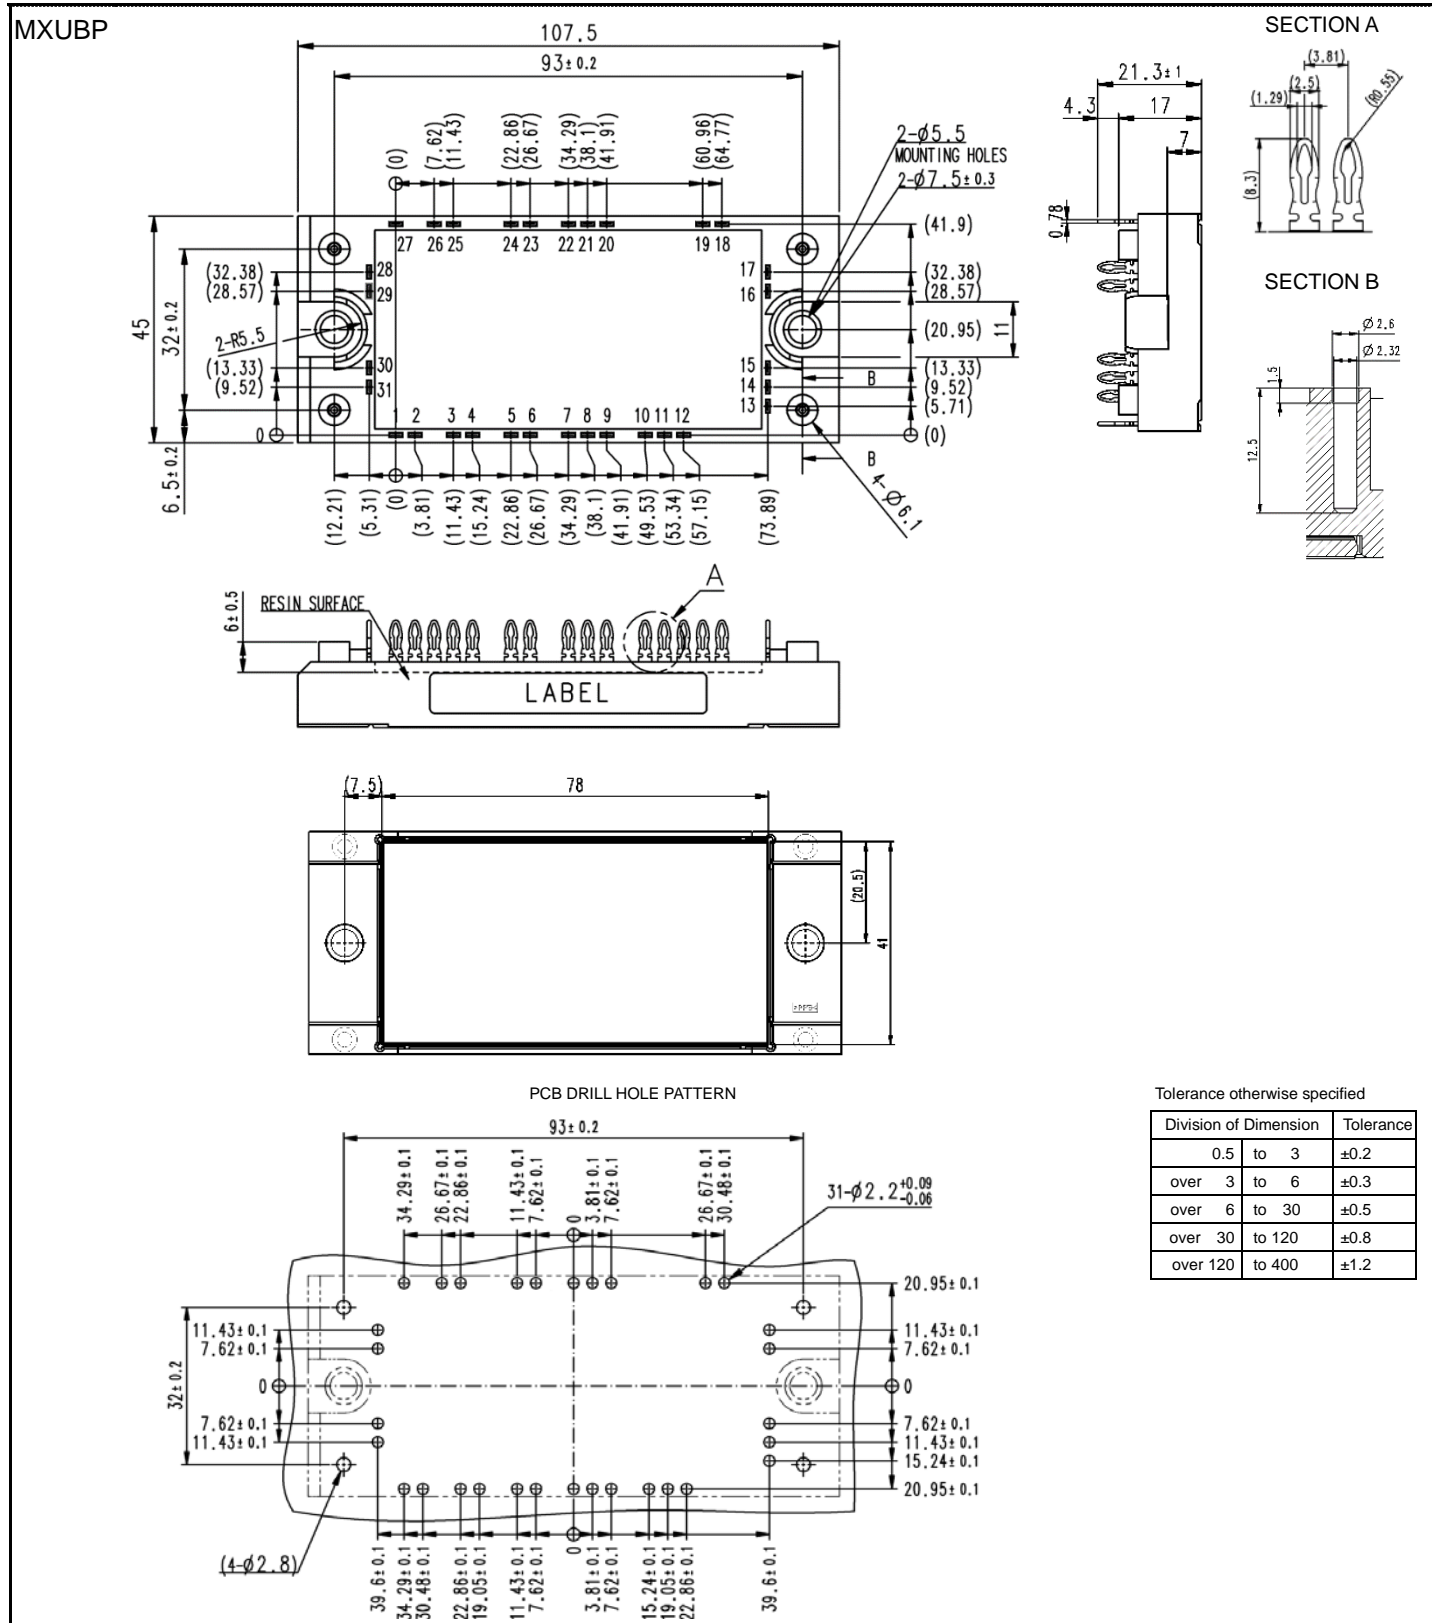 MXUBP
107.5
93± 0.2
(0)
(7.62)
(11.43)
(22.86)
(26.67)
(34.29)
(38.1)
(41.91)
(60.96)
(64.77)
2-Ø5.5
MOUNTING HOLES
2-Ø7.5± 0.3
27 26 25 24 23 22 21 20 19 18
(41.9)
(32.38) 28 17 (32.38)
(28.57) 29 16 (28.57)
45
32± 0.2
2-R5.5
(20.95)
11
(13.33) 30 15 (13.33)
(9.52) 31 14 (9.52)
13 (5.71)
B
1 2 3 4 5 6 7 8 9 10 11 12
0 (0)
6.5± 0.2
B
4-Ø6.1
(12.21)
(5.31)
(0)
(3.81)
(11.43)
(15.24)
(22.86)
(26.67)
(34.29)
(38.1)
(41.91)
(49.53)
(53.34)
(57.15)
(73.89)
21.3± 1
4.3 17
7
0.78
SECTION A
(3.81)
(2.5)
(1.29)
(R0.55)
(8.3)
SECTION B
Ø2.6
Ø2.32
1.5
12.5
A
6± 0.5
RESIN SURFACE
LABEL
(7.5) 78
(20.5)
41
PCB DRILL HOLE PATTERN
93± 0.2
34.29± 0.1
26.67± 0.1
22.86± 0.1
11.43± 0.1
7.62± 0.1
0
3.81± 0.1
7.62± 0.1
26.67± 0.1
30.48± 0.1
31-Ø2.2 +0.09 -0.06
20.95± 0.1
11.43± 0.1 11.43± 0.1
7.62± 0.1 7.62± 0.1
32± 0.2
0 0
7.62± 0.1 7.62± 0.1
11.43± 0.1 11.43± 0.1
15.24± 0.1
20.95± 0.1
(4-Ø2.8)
39.6± 0.1
34.29± 0.1
30.48± 0.1
22.86± 0.1
19.05± 0.1
11.43± 0.1
7.62± 0.1
0
3.81± 0.1
7.62± 0.1
15.24± 0.1
19.05± 0.1
22.86± 0.1
39.6± 0.1
Tolerance otherwise specified
Division of Dimension Tolerance
0.5 to 3 ±0.2
over 3 to 6 ±0.3
over 6 to 30 ±0.5
over 30 to 120 ±0.8
over 120 to 400 ±1.2